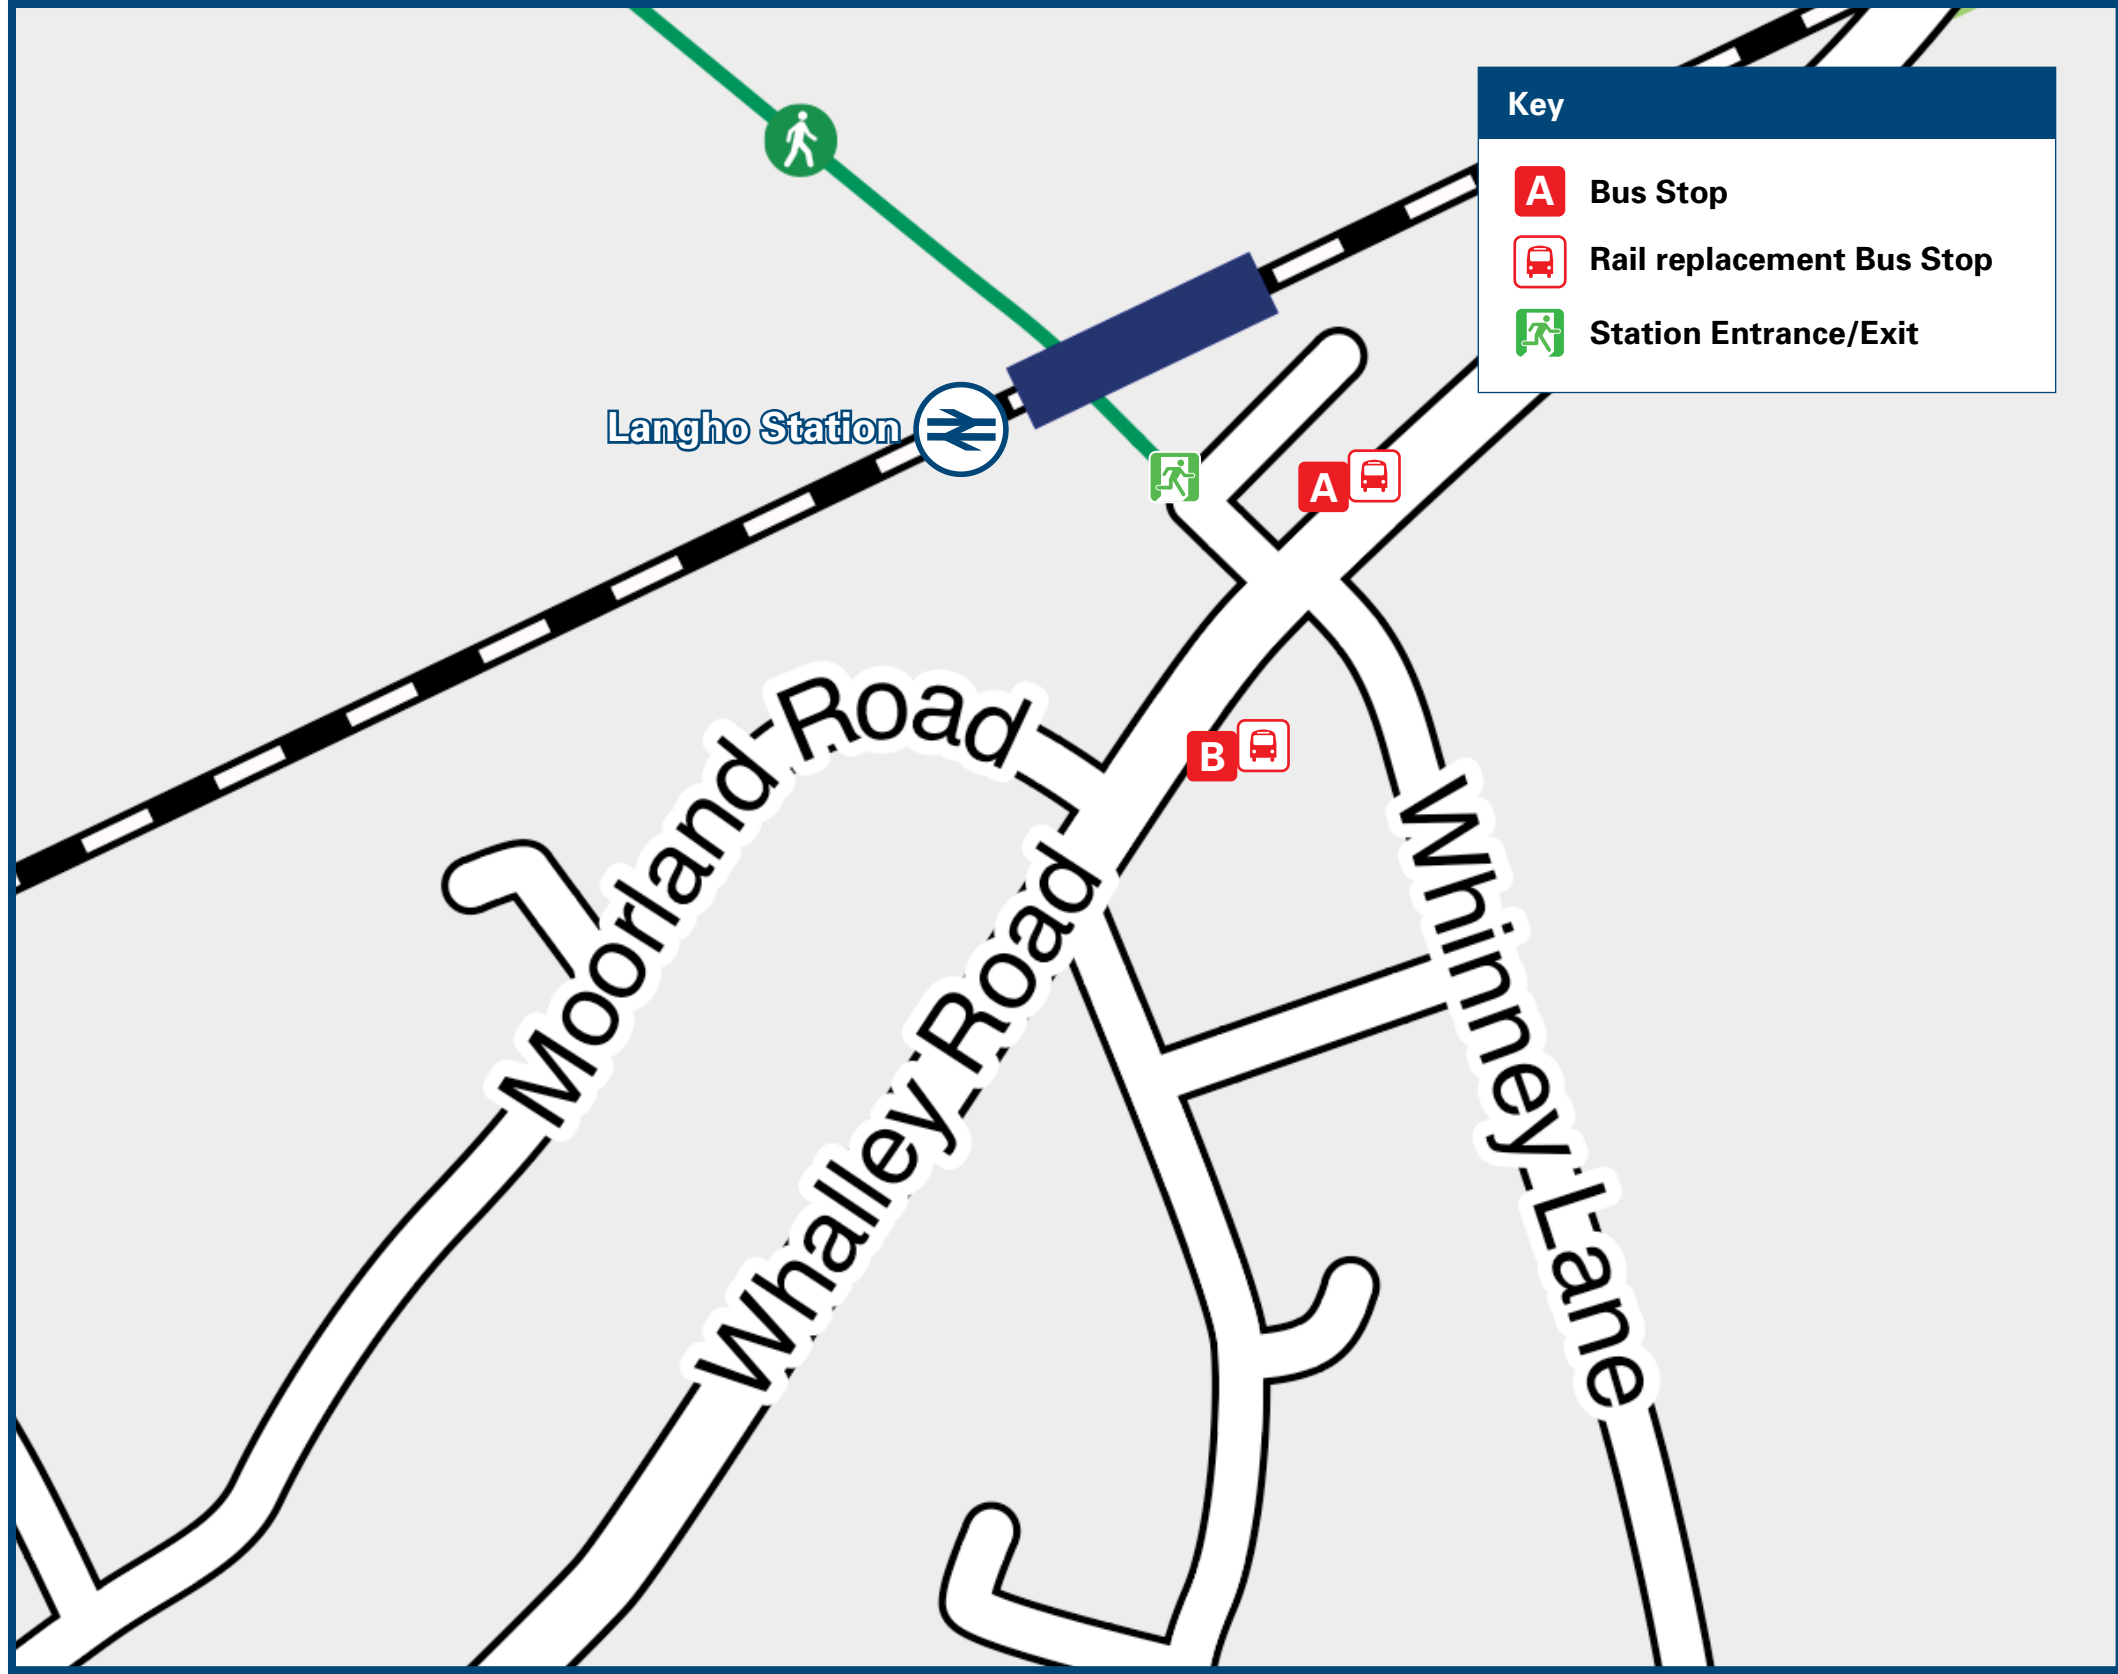 Key
A Bus Stop
Rail replacement Bus Stop
Station Entrance/Exit
Langho Station
A
B
Moorland Road
Whalley Road
Whinney Lane